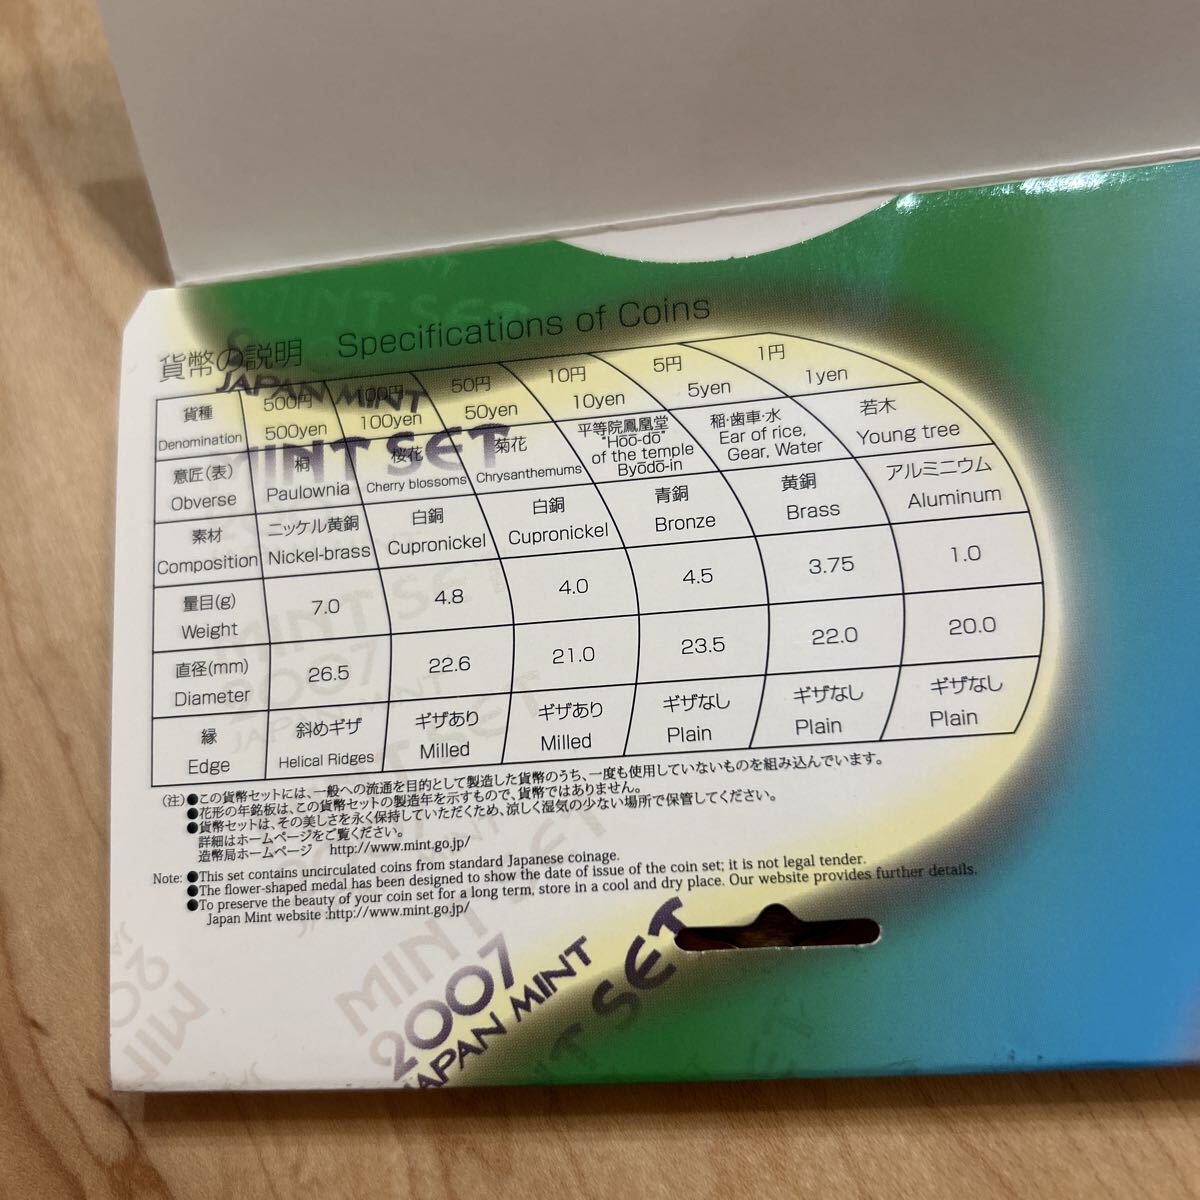 MINT SET
貨幣の説明 Specifications of Coins
JAPAN MINT
貨種 500円 100円 50円 10円 5円 1円
Denomination 500yen 100yen 50yen 10yen 5yen 1yen
MINT SET
意匠(表) 桐 桜花 菊花 平等院鳳凰堂 稲・歯車・水 若木
Obverse Paulownia Cherry blossoms Chrysanthemums "Hōō-dō" of the temple Byōdō-in Ear of rice, Gear, Water Young tree
素材 ニッケル黄銅 白銅 白銅 青銅 黄銅 アルミニウム
Composition Nickel-brass Cupronickel Cupronickel Bronze Brass Aluminum
量目(g) 7.0 4.8 4.0 4.5 3.75 1.0
Weight
直径(mm) 26.5 22.6 21.0 23.5 22.0 20.0
Diameter
縁 斜めギザ ギザあり ギザあり ギザなし ギザなし ギザなし
Edge Helical Ridges Milled Milled Plain Plain Plain
(注)●この貨幣セットには、一般への流通を目的として製造した貨幣のうち、一度も使用していないものを組み込んでいます。
●花形の年銘板は、この貨幣セットの製造年を示すもので、貨幣ではありません。
●貨幣セットは、その美しさを永く保持していただくため、涼しく湿気の少ない場所で保管してください。
詳細はホームページをご覧ください。
造幣局ホームページ http://www.mint.go.jp/
Note: ●This set contains uncirculated coins from standard Japanese coinage.
●The flower-shaped medal has been designed to show the date of issue of the coin set; it is not legal tender.
●To preserve the beauty of your coin set for a long term, store in a cool and dry place. Our website provides further details.
Japan Mint website :http://www.mint.go.jp/
MINT SET
2007
JAPAN MINT